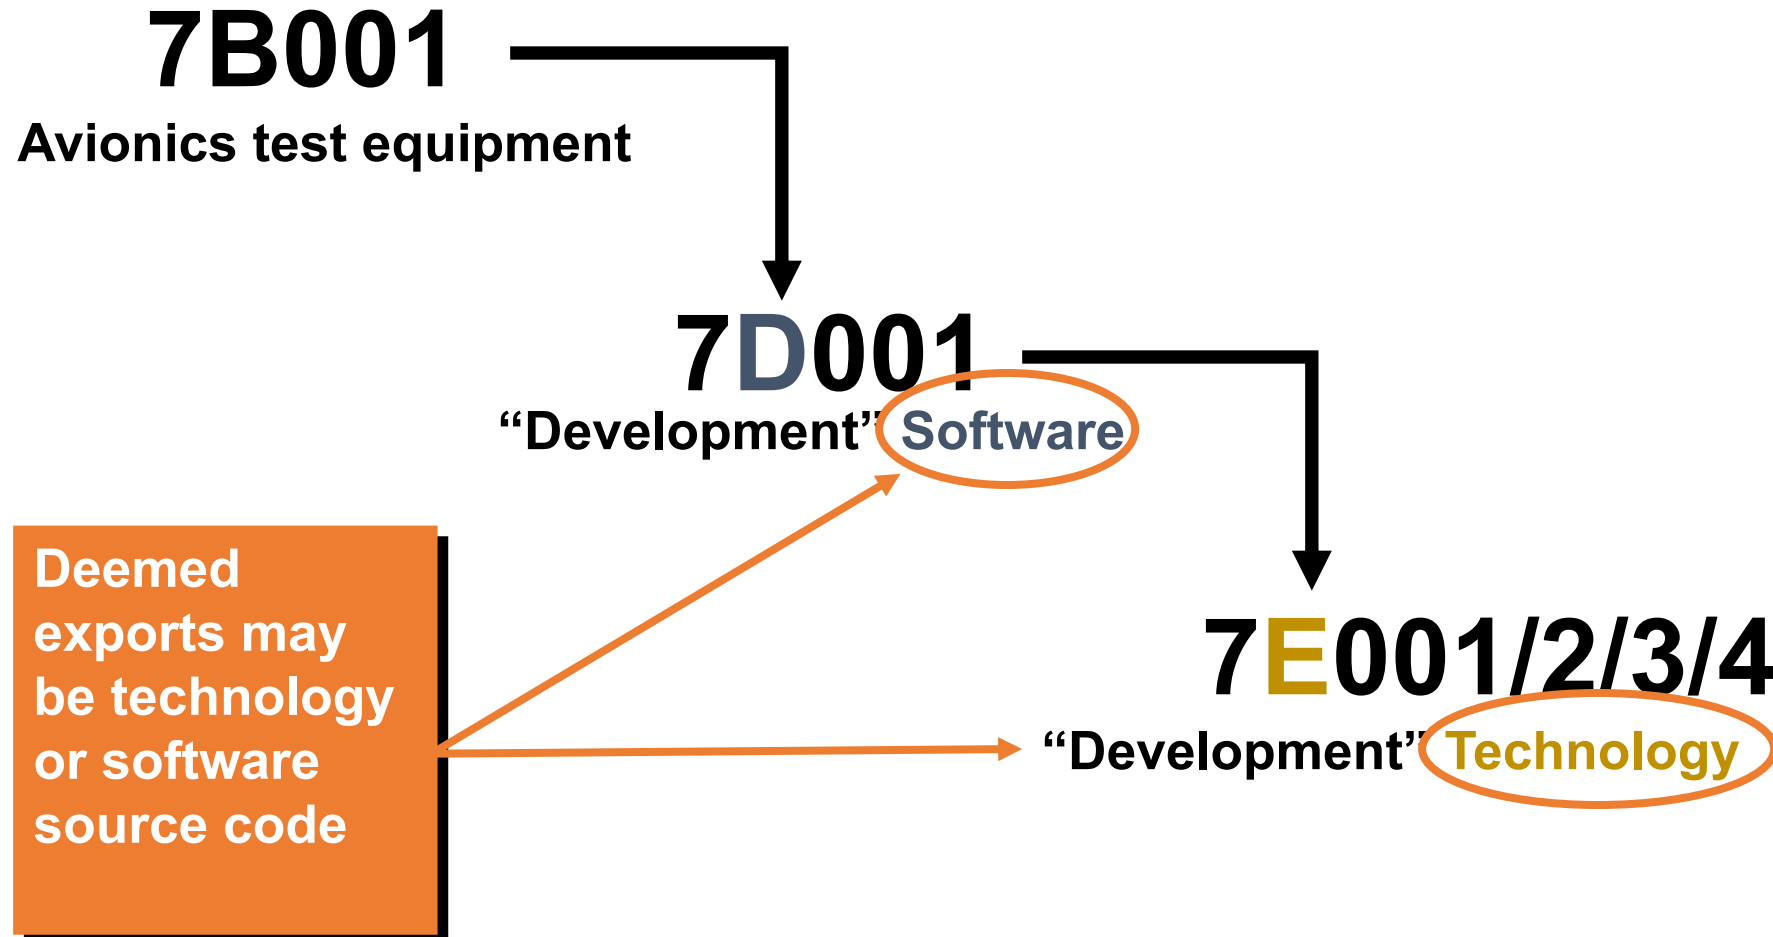 7B001
Avionics test equipment
7D001
“Development” Software
Deemed
exports may
be technology
or software
source code
7E001/2/3/4
“Development” Technology